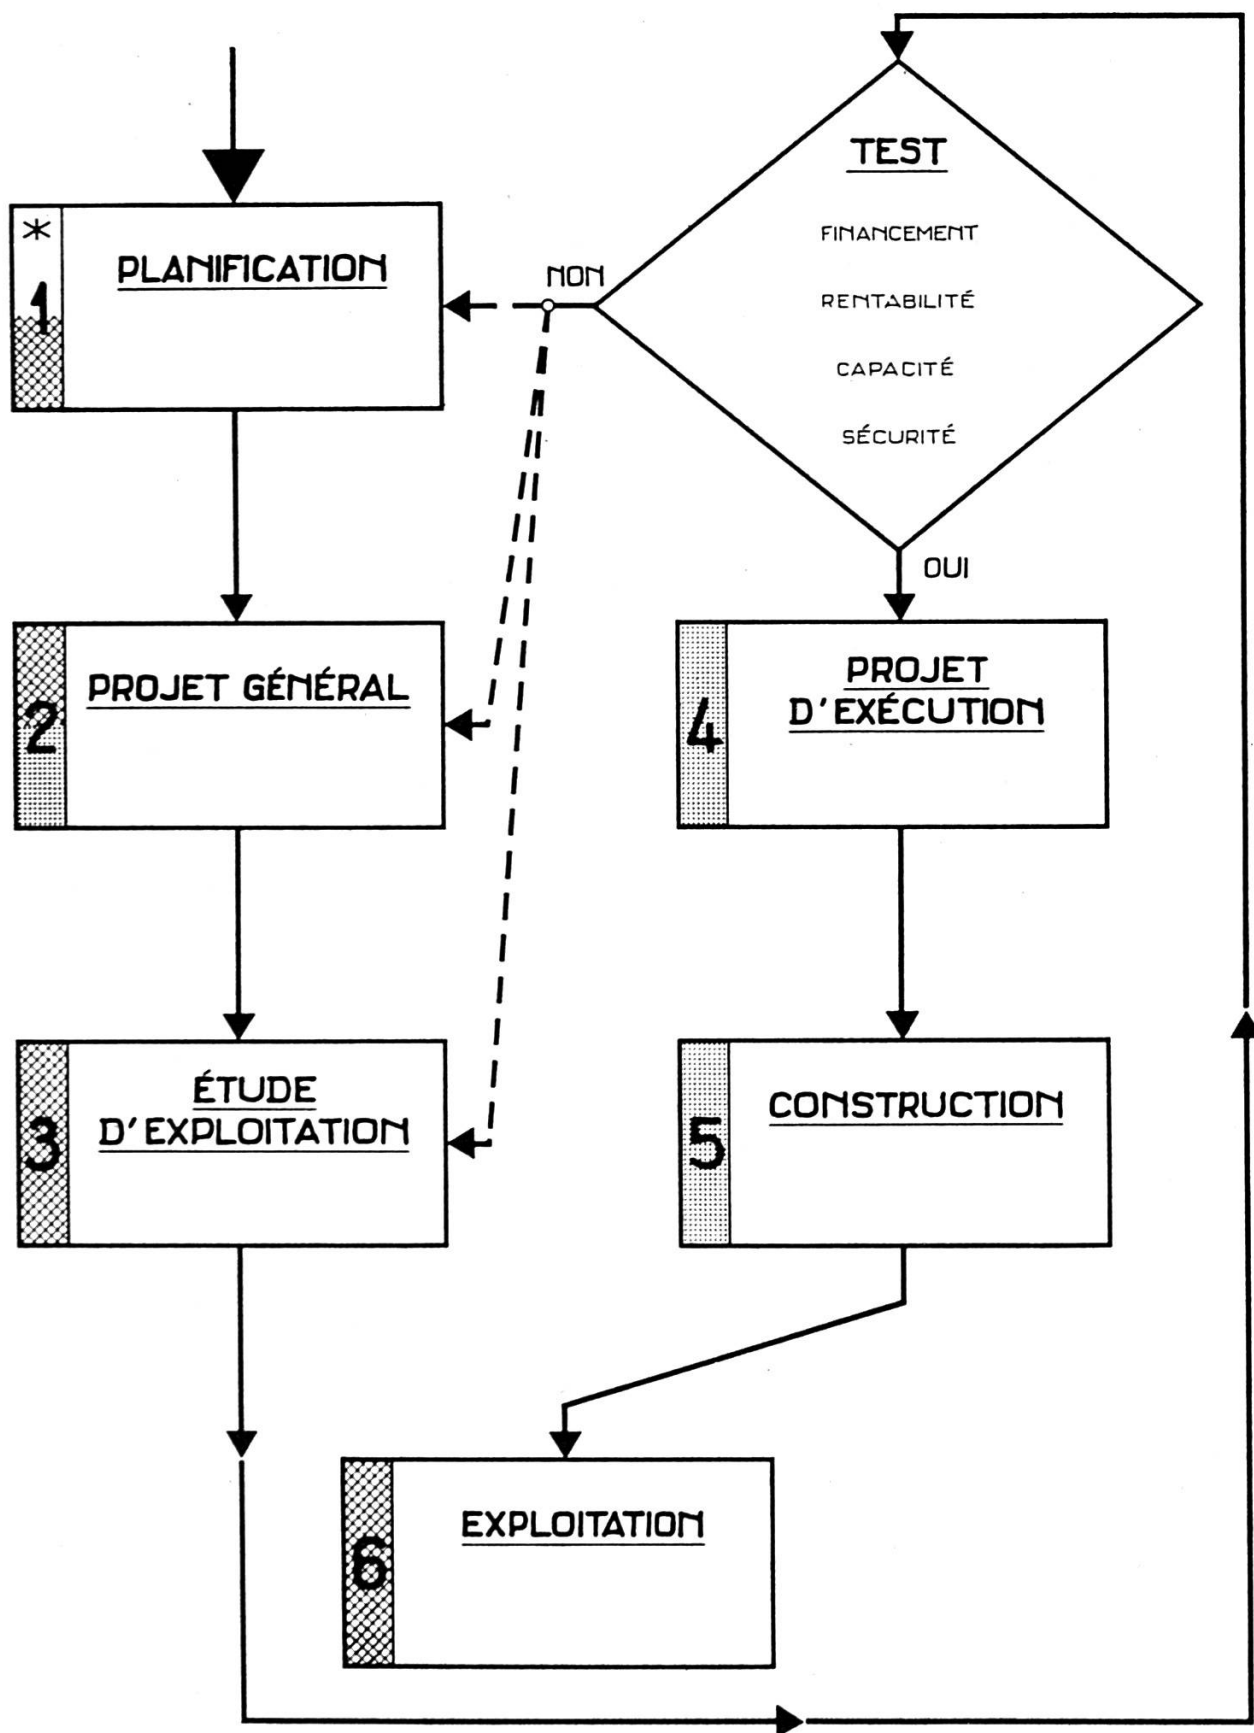 *
1
PLANIFICATION
2
PROJET GÉNÉRAL
3
ÉTUDE
D'EXPLOITATION
TEST
FINANCEMENT
RENTABILITÉ
CAPACITÉ
SÉCURITÉ
NON
OUI
4
PROJET
D'EXÉCUTION
5
CONSTRUCTION
6
EXPLOITATION